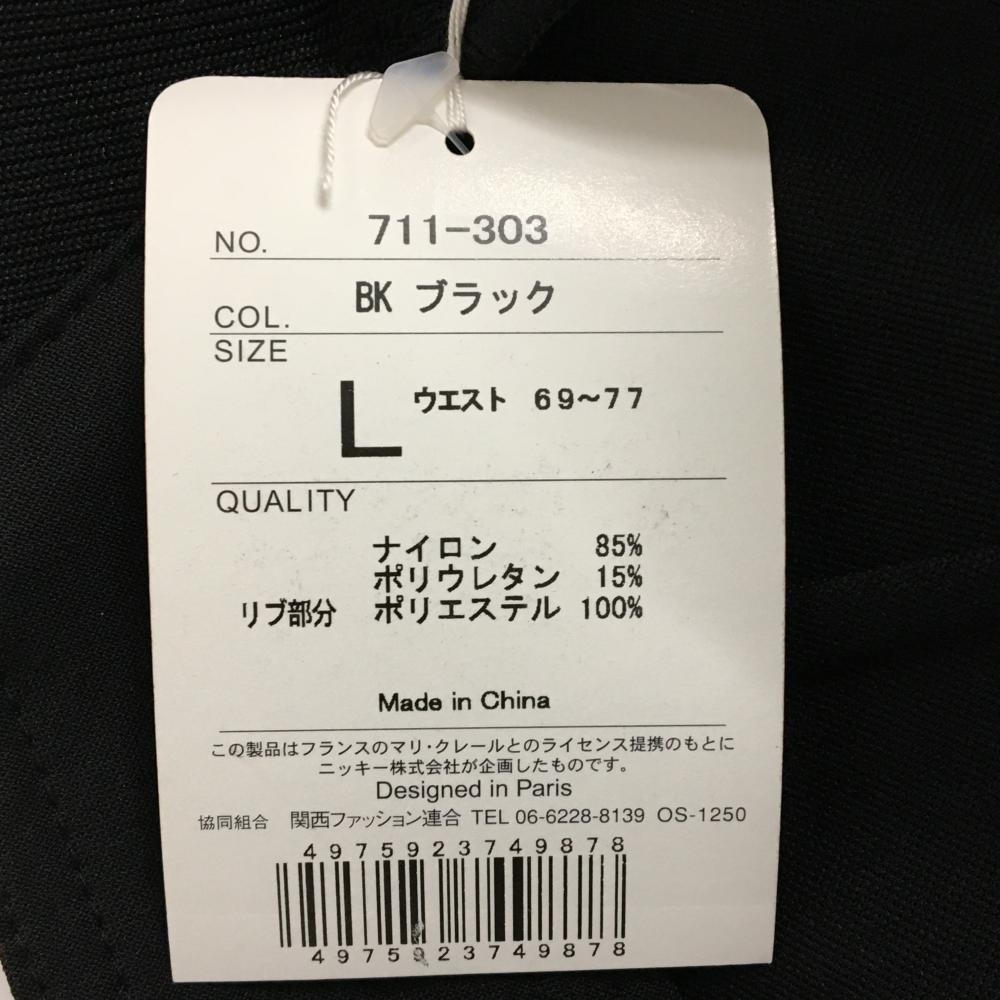 NO. 711-303
COL. BK ブラック
SIZE
L ウエスト 69〜77
QUALITY
ナイロン 85%
ポリウレタン 15%
リブ部分 ポリエステル 100%
Made in China
この製品はフランスのマリ・クレールとのライセンス提携のもとに
ニッキー株式会社が企画したものです。
Designed in Paris
協同組合 関西ファッション連合 TEL 06-6228-8139 OS-1250
4975923749878
4975923749878